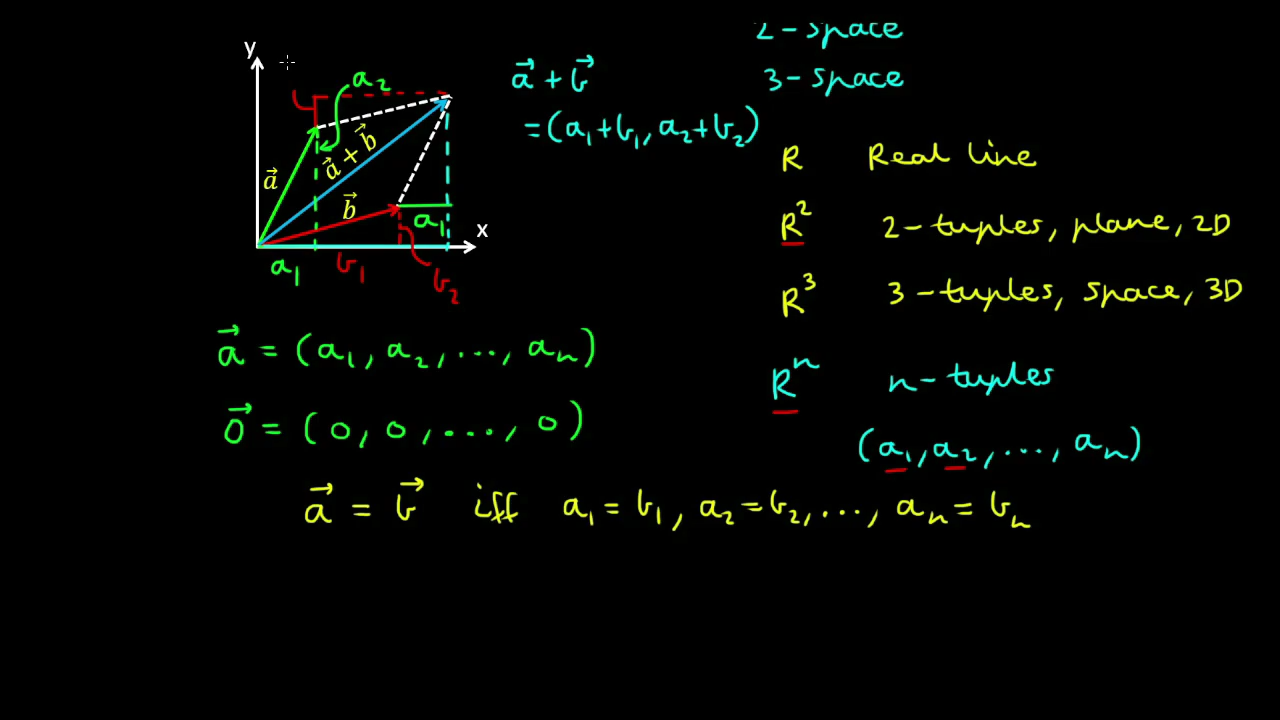 2 - space
3 - space
y
a₂
a⃗ + b⃗
= (a₁+b₁, a₂+b₂)
a⃗
a⃗ + b⃗
b⃗
a₁
x
a₁
b₁
b₂
R Real line
R² 2 - tuples, plane, 2D
R³ 3 - tuples, space, 3D
Rⁿ n - tuples
(a₁, a₂, ..., aₙ)
a⃗ = (a₁, a₂, ..., aₙ)
0⃗ = (0, 0, ..., 0)
a⃗ = b⃗ iff a₁ = b₁, a₂ = b₂, ..., aₙ = bₙ